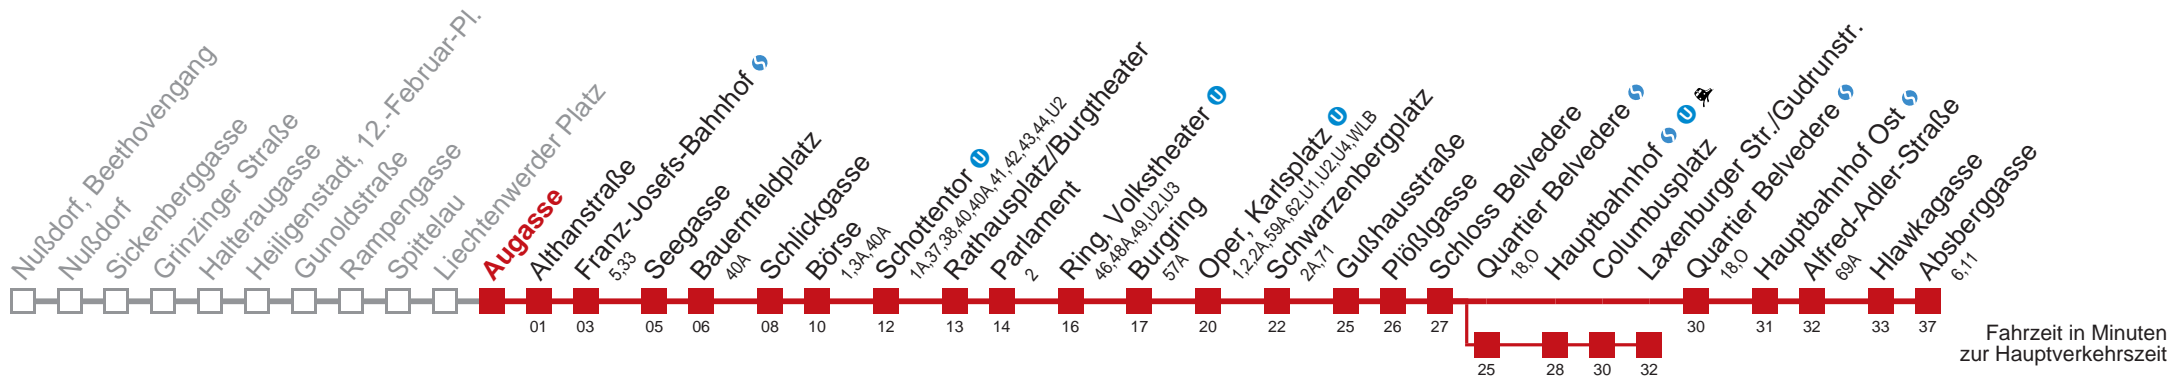 Nußdorf, Beethovengang
Nußdorf
Sickenberggasse
Grinzinger Straße
Halteraugasse
Heiligenstadt, 12.-Februar-Pl.
Gunoldstraße
Rampengasse
Spittelau
Liechtenwerder Platz
Augasse
Althanstraße
Franz-Josefs-Bahnhof S
5,33
Seegasse
Bauernfeldplatz
40A
Schlickgasse
Börse
1,3A,40A
Schottentor U
1A,37,38,40,40A,41,42,43,44,U2
Rathausplatz/Burgtheater
Parlament
2
Ring, Volkstheater U
46,48A,49,U2,U3
Burgring
57A
Oper, Karlsplatz U
1,2,2A,59A,62,U1,U2,U4,WLB
Schwarzenbergplatz
2A,71
Gußhausstraße
Plößlgasse
Schloss Belvedere
Quartier Belvedere S
18,O
Hauptbahnhof S U
Columbusplatz
Laxenburger Str./Gudrunstr.
Quartier Belvedere S
18,O
Hauptbahnhof Ost S
Alfred-Adler-Straße
69A
Hlawkagasse
Absberggasse
6,11
01 03 05 06 08 10 12 13 14 16 17 20 22 25 26 27 30 31 32 33 37
25 28 30 32
Fahrzeit in Minuten
zur Hauptverkehrszeit